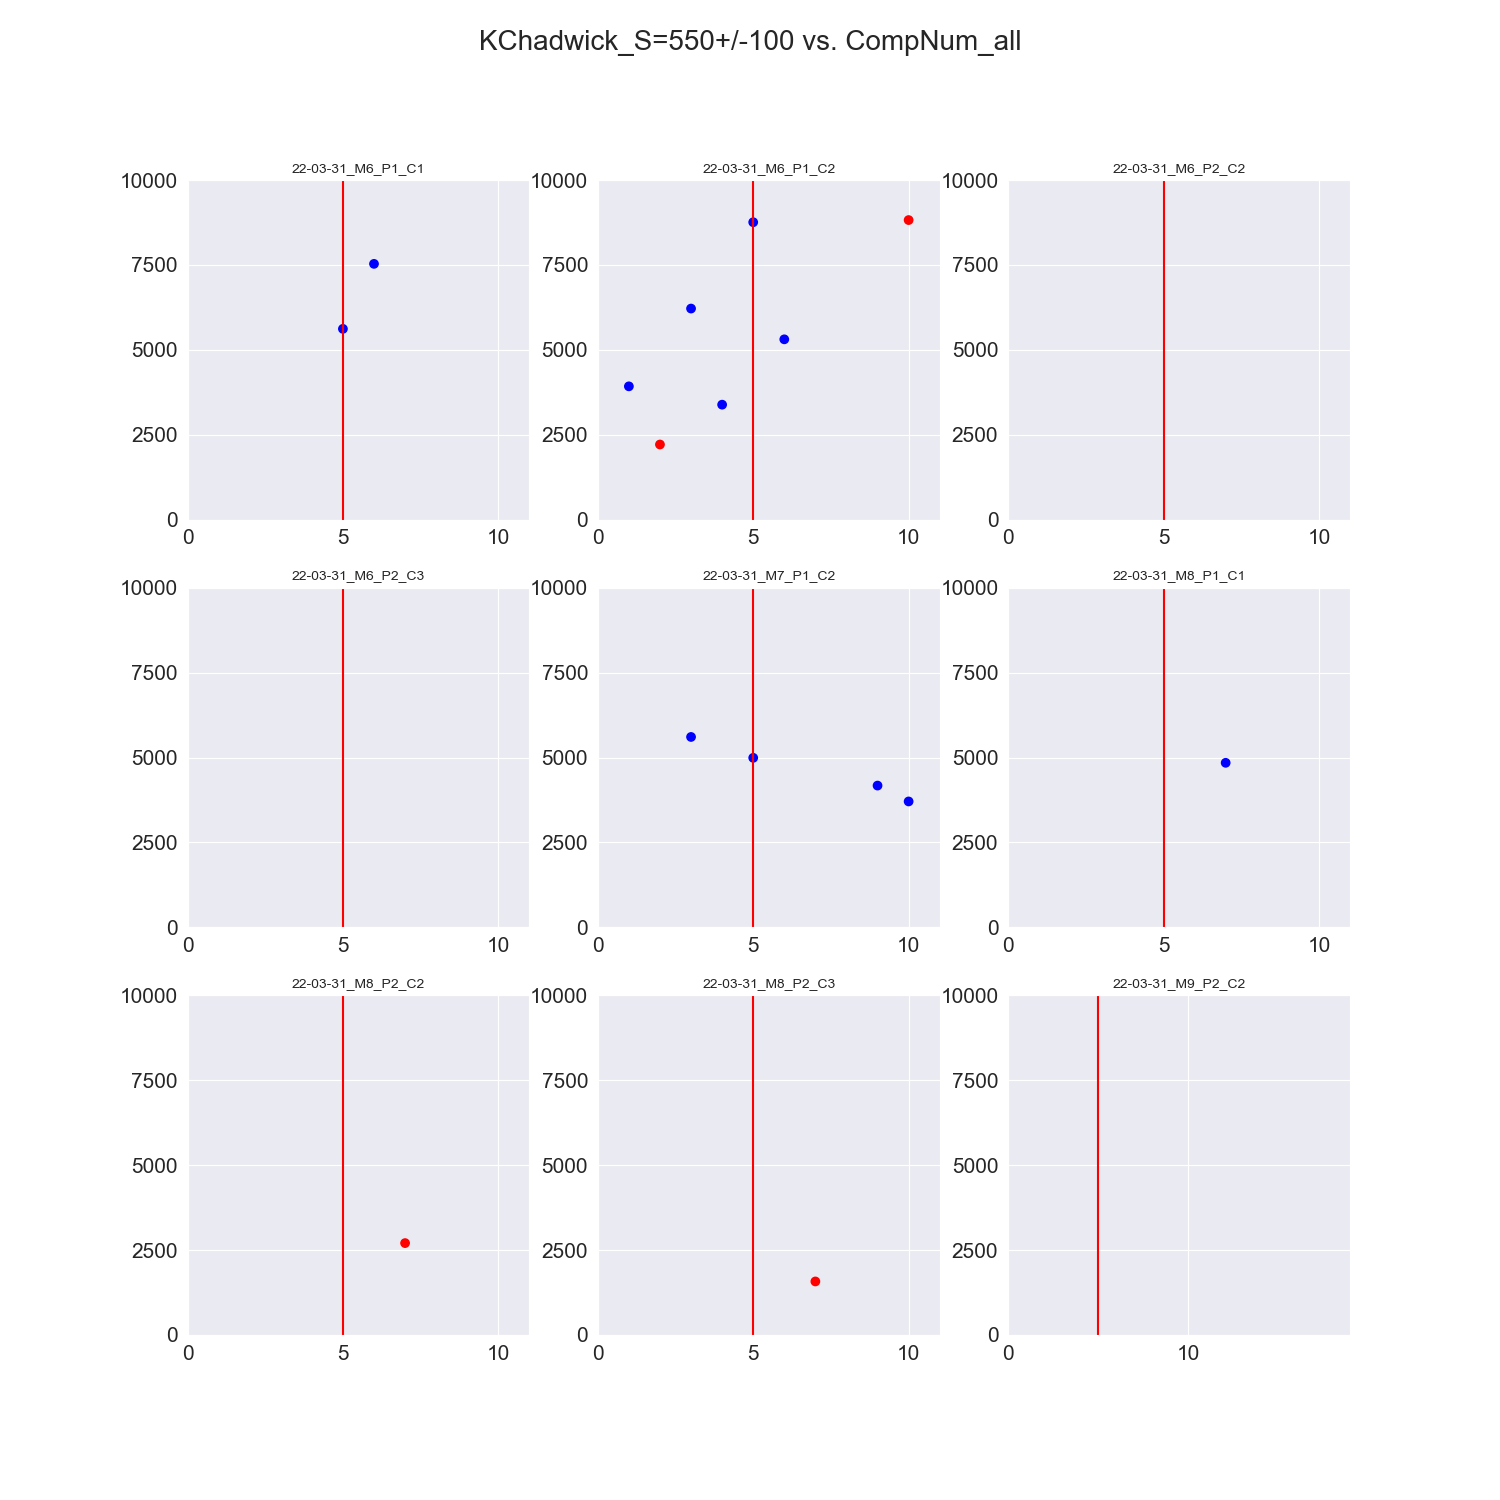 KChadwick_S=550+/-100 vs. CompNum_all
22-03-31_M6_P1_C1
10000
7500
5000
2500
0
0 5 10
22-03-31_M6_P1_C2
10000
7500
5000
2500
0
0 5 10
22-03-31_M6_P2_C2
10000
7500
5000
2500
0
0 5 10
22-03-31_M6_P2_C3
10000
7500
5000
2500
0
0 5 10
22-03-31_M7_P1_C2
10000
7500
5000
2500
0
0 5 10
22-03-31_M8_P1_C1
10000
7500
5000
2500
0
0 5 10
22-03-31_M8_P2_C2
10000
7500
5000
2500
0
0 5 10
22-03-31_M8_P2_C3
10000
7500
5000
2500
0
0 5 10
22-03-31_M9_P2_C2
10000
7500
5000
2500
0
0 10